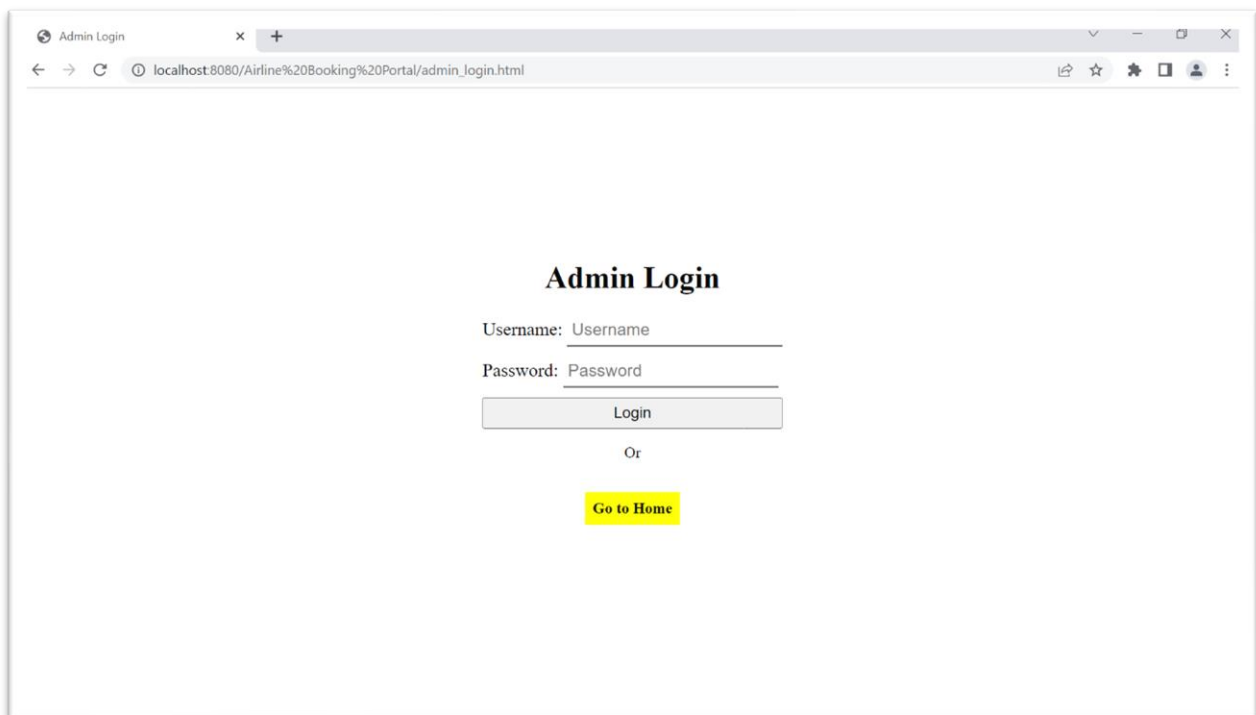 Admin Login
localhost:8080/Airline%20Booking%20Portal/admin_login.html
Admin Login
Username: Username
Password: Password
Login
Or
Go to Home